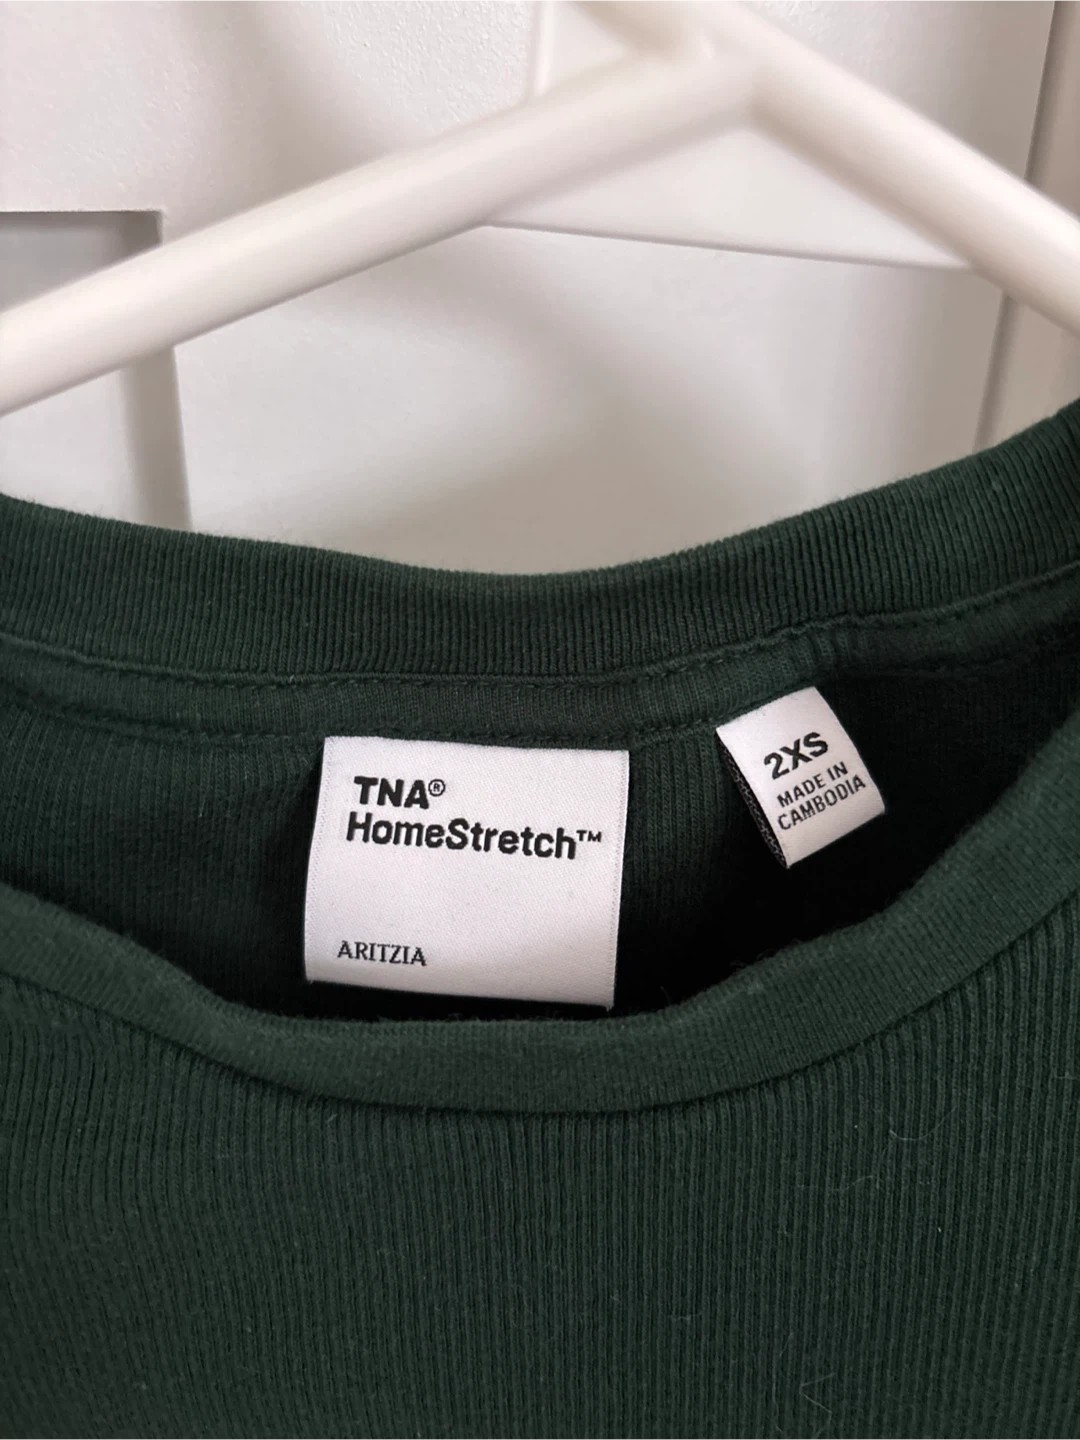 TNA®
HomeStretch™
ARITZIA
2XS
MADE IN
CAMBODIA